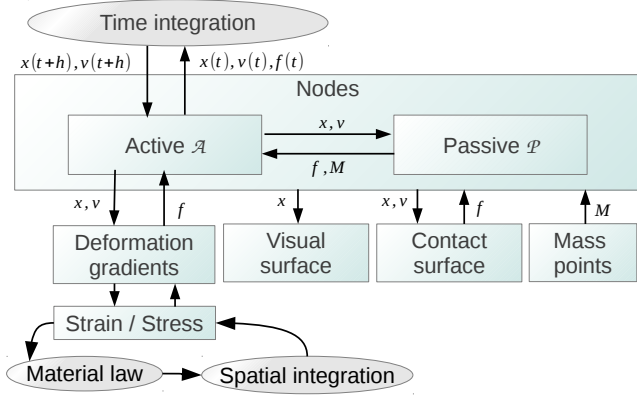 Time integration
x(t+h),v(t+h)
x(t),v(t),f(t)
Nodes
Active 𝒜
x,v
f,M
Passive 𝒫
x,v
f
x
x,v
f
M
Deformation
gradients
Visual
surface
Contact
surface
Mass
points
Strain / Stress
Material law
Spatial integration